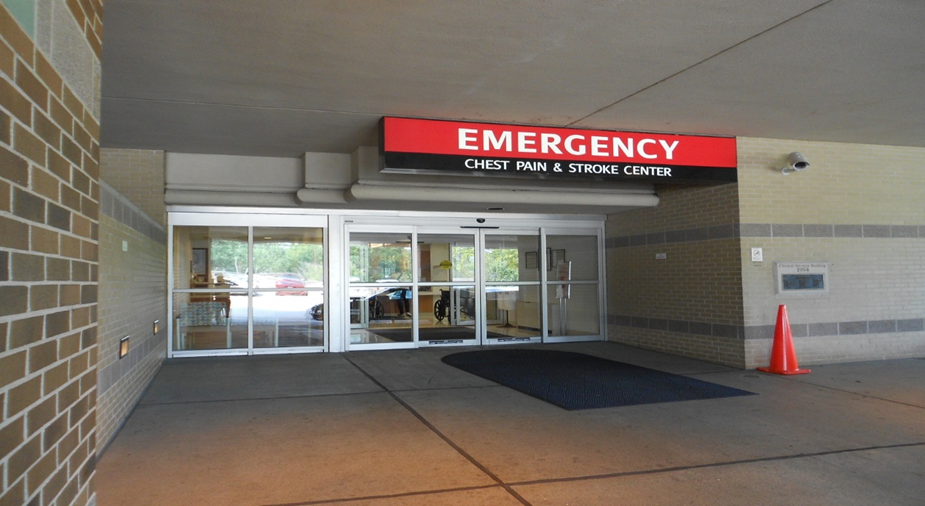 EMERGENCY
CHEST PAIN & STROKE CENTER